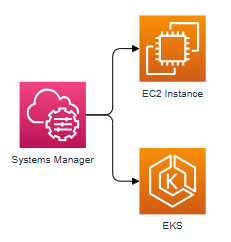 EC2 Instance
Systems Manager
K
EKS